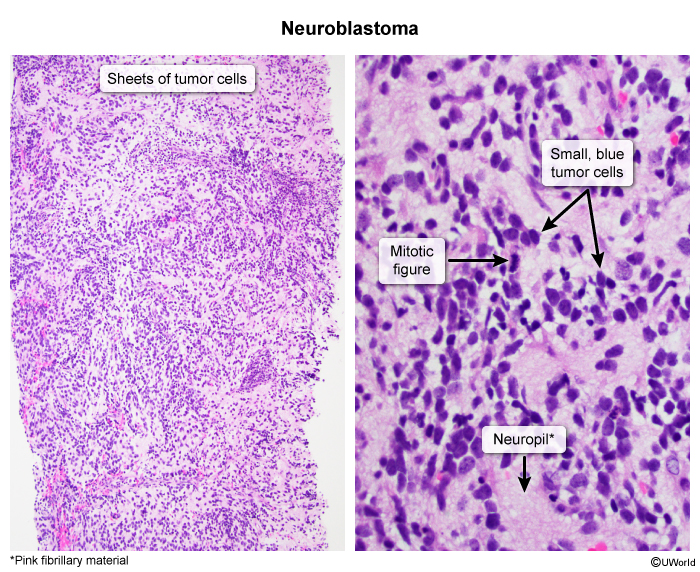 Neuroblastoma
Sheets of tumor cells
Small, blue
tumor cells
Mitotic
figure
Neuropil*
*Pink fibrillary material
©UWorld